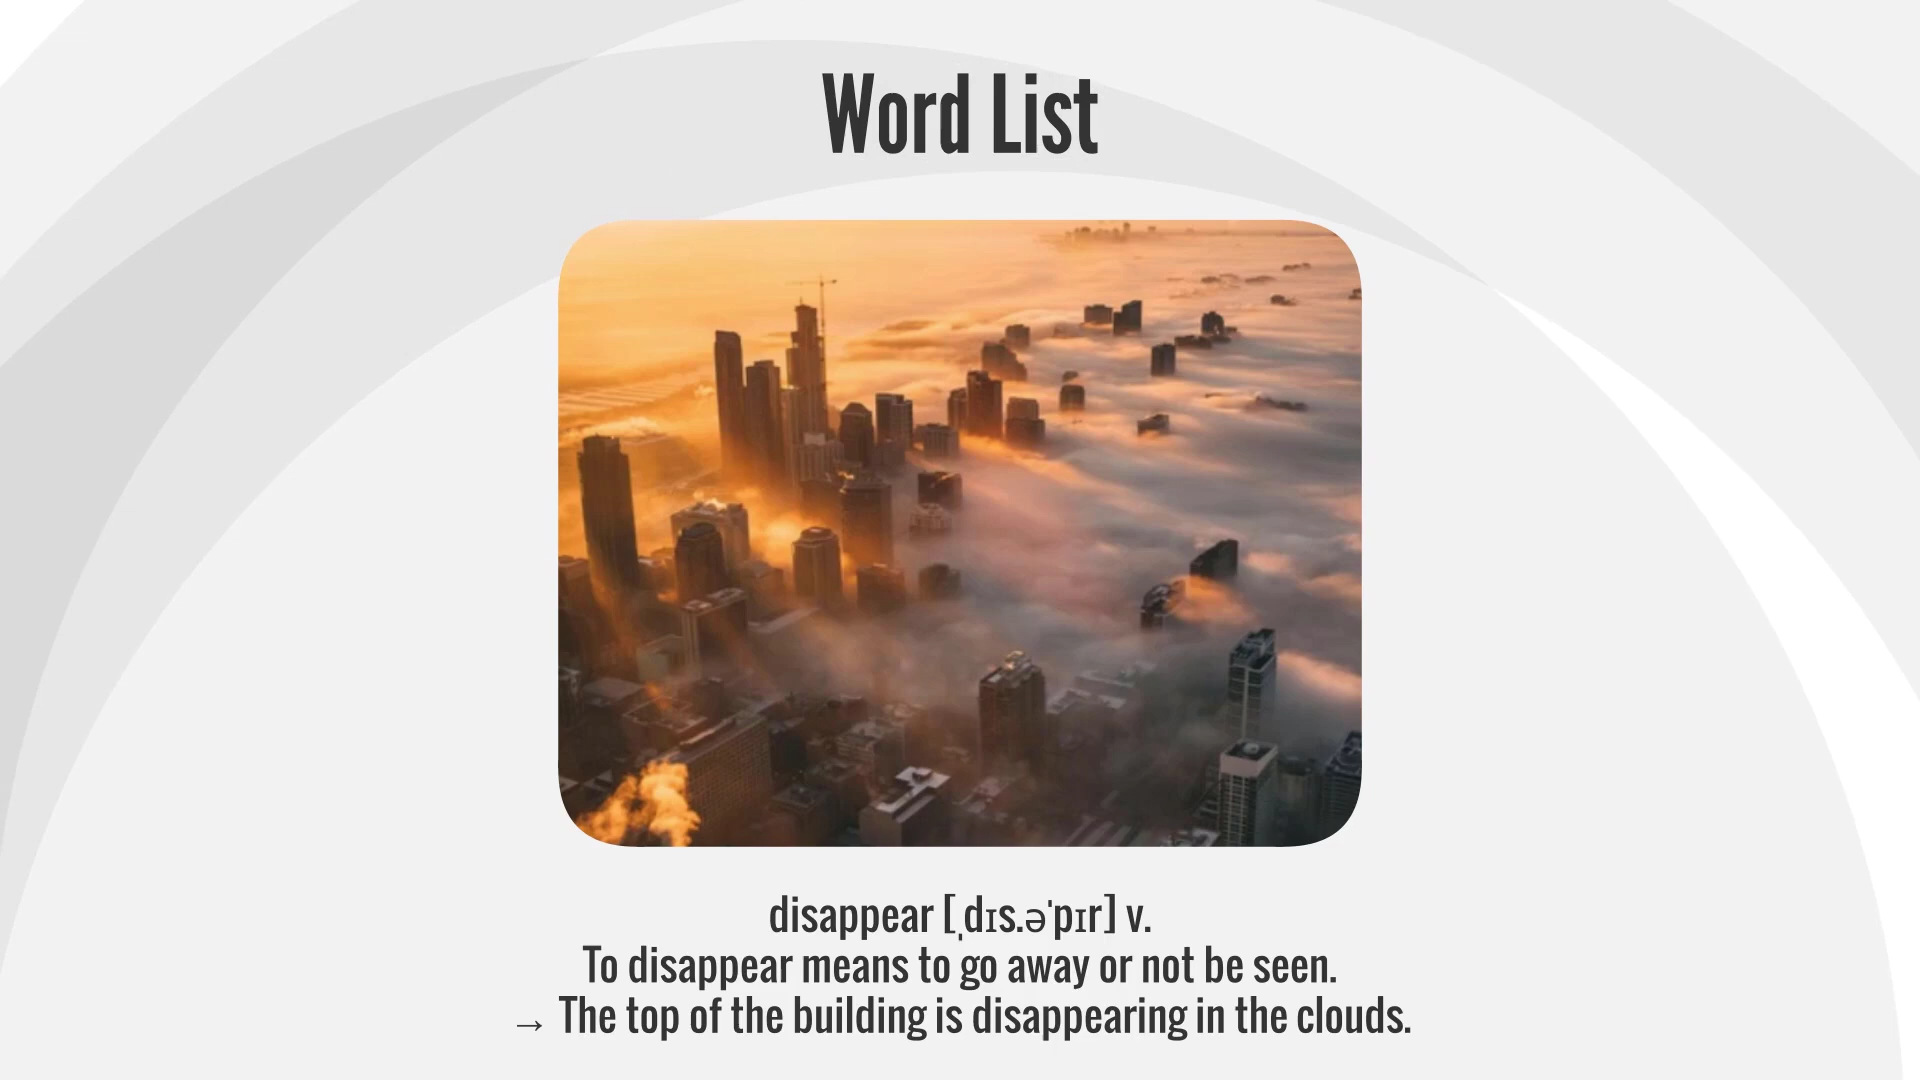 Word List
disappear [ˌdɪs.əˈpɪr] v.
To disappear means to go away or not be seen.
→ The top of the building is disappearing in the clouds.